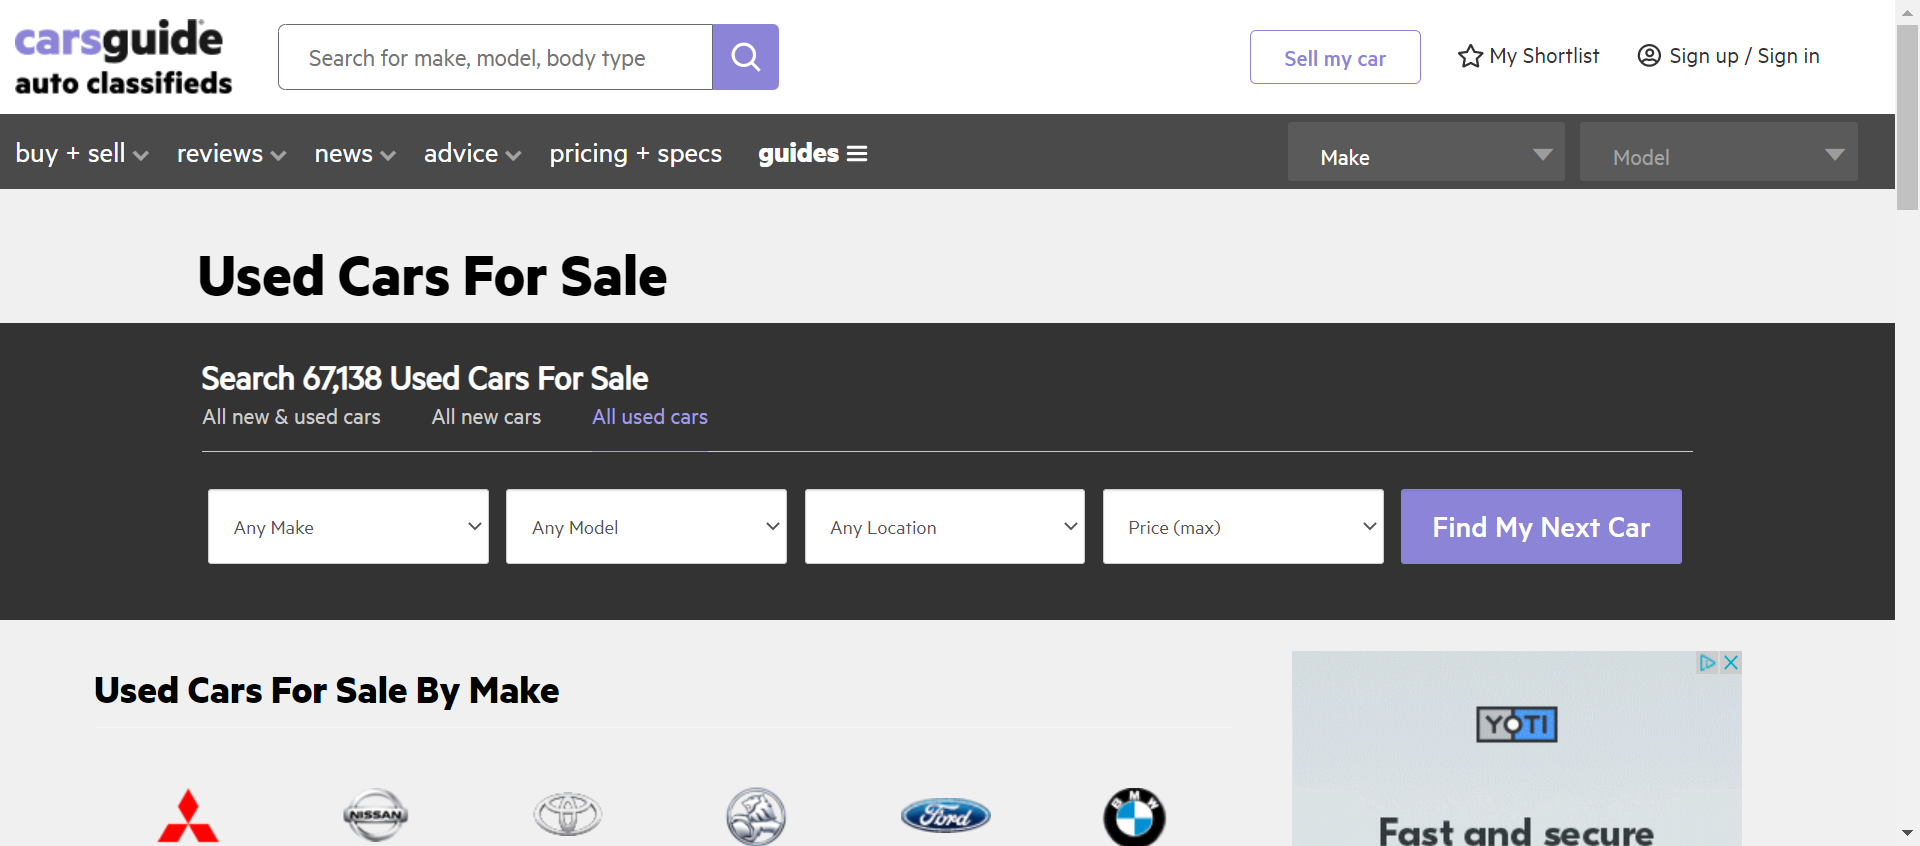 carsguide
auto classifieds
Search for make, model, body type
Sell my car
My Shortlist
Sign up / Sign in
buy + sell
reviews
news
advice
pricing + specs
guides
Make
Model
Used Cars For Sale
Search 67,138 Used Cars For Sale
All new & used cars
All new cars
All used cars
Any Make
Any Model
Any Location
Price (max)
Find My Next Car
Used Cars For Sale By Make
YOTI
NISSAN
Ford
BMW
Fast and secure